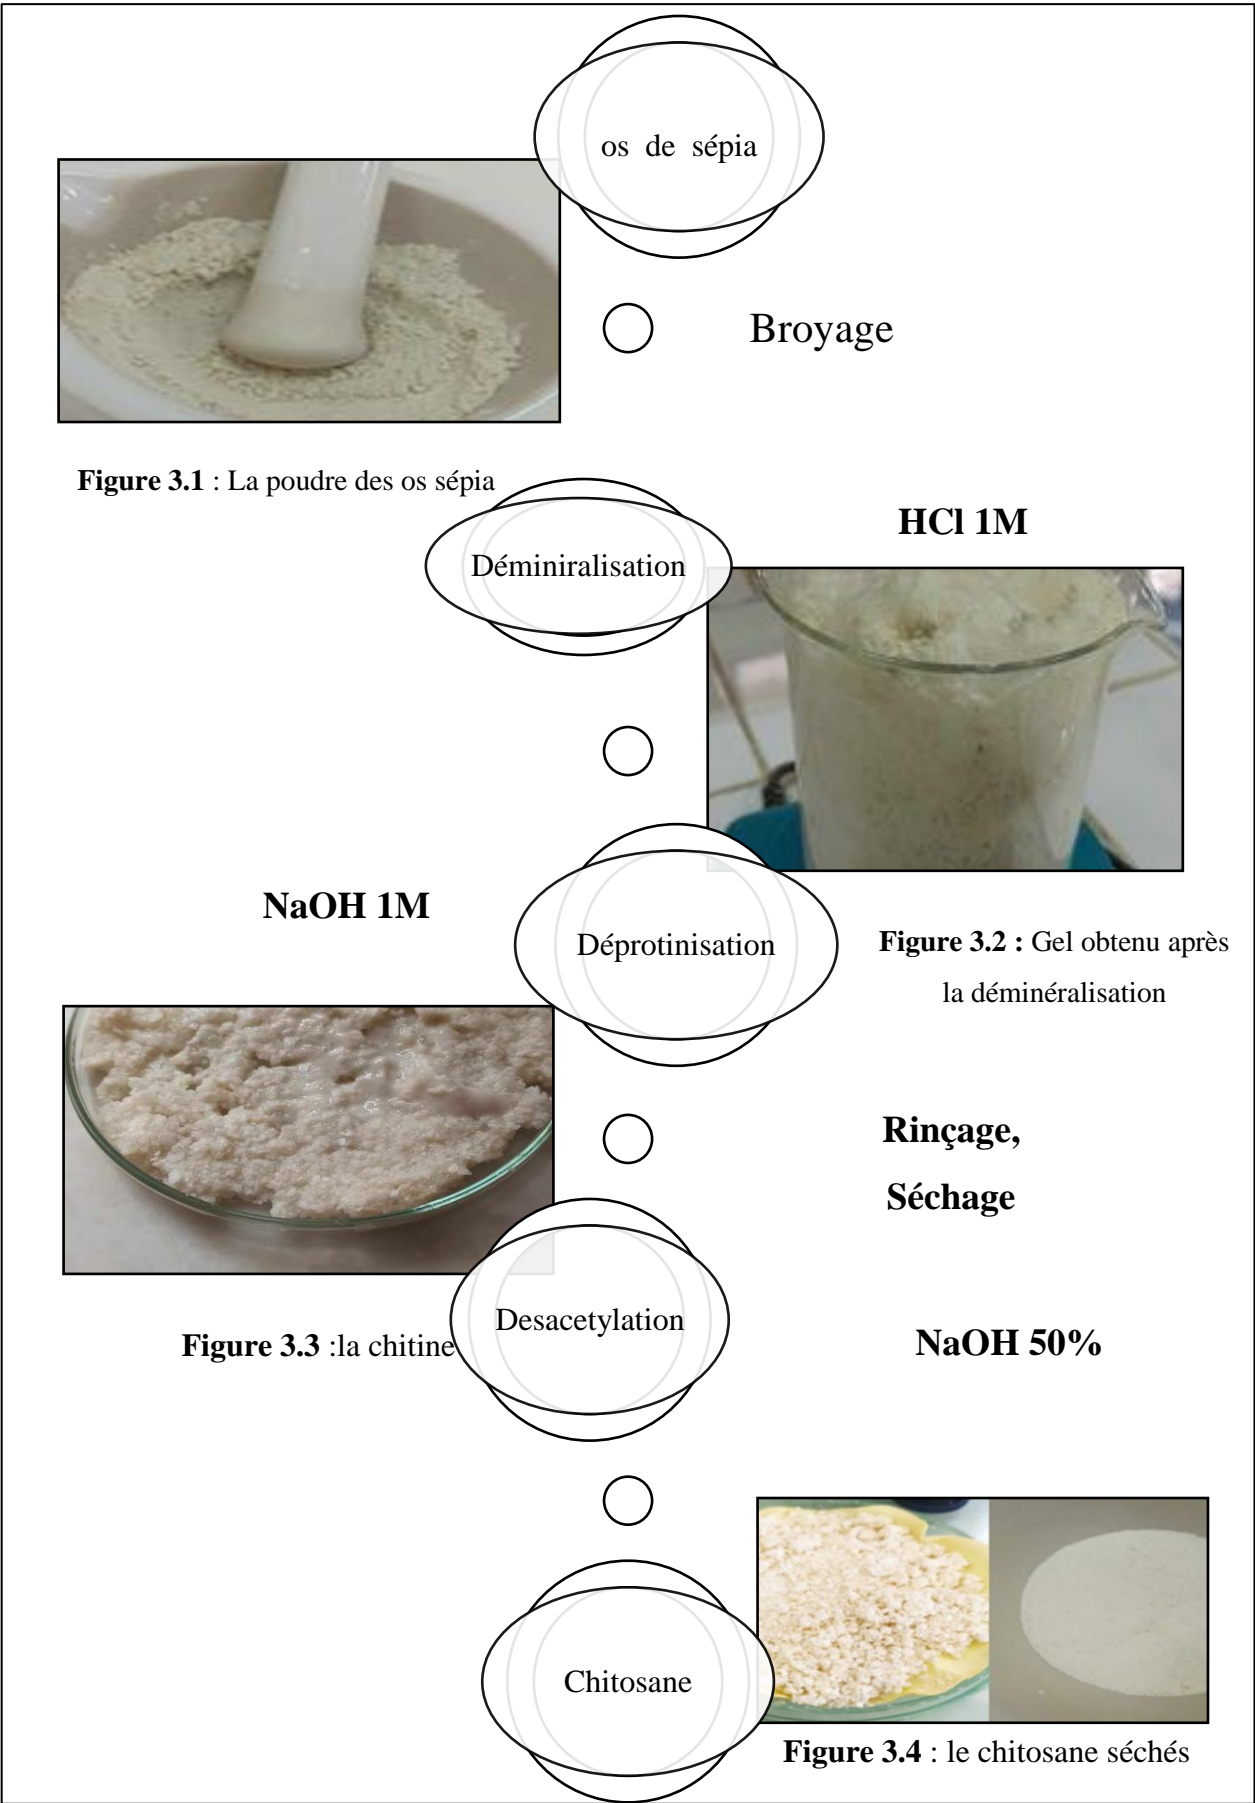 os de sépia
Broyage
Figure 3.1 : La poudre des os sépia
HCl 1M
Déminiralisation
NaOH 1M
Déprotinisation
Figure 3.2 : Gel obtenu après
la déminéralisation
Rinçage,
Séchage
Desacetylation
NaOH 50%
Figure 3.3 :la chitine
Chitosane
Figure 3.4 : le chitosane séchés